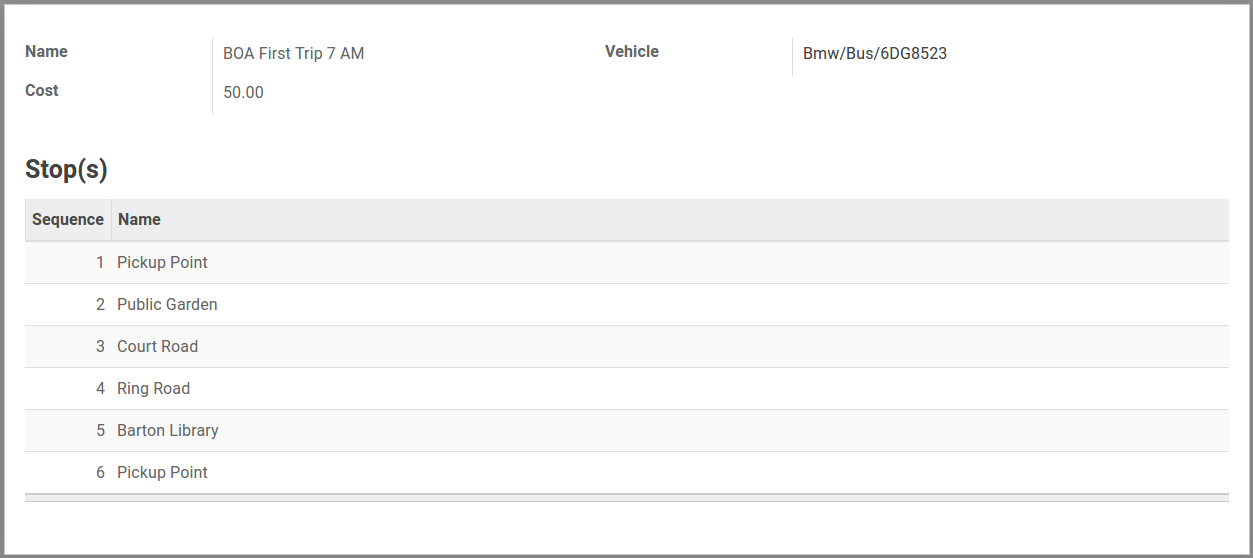 Name BOA First Trip 7 AM Vehicle Bmw/Bus/6DG8523
Cost 50.00
Stop(s)
Sequence Name
1 Pickup Point
2 Public Garden
3 Court Road
4 Ring Road
5 Barton Library
6 Pickup Point